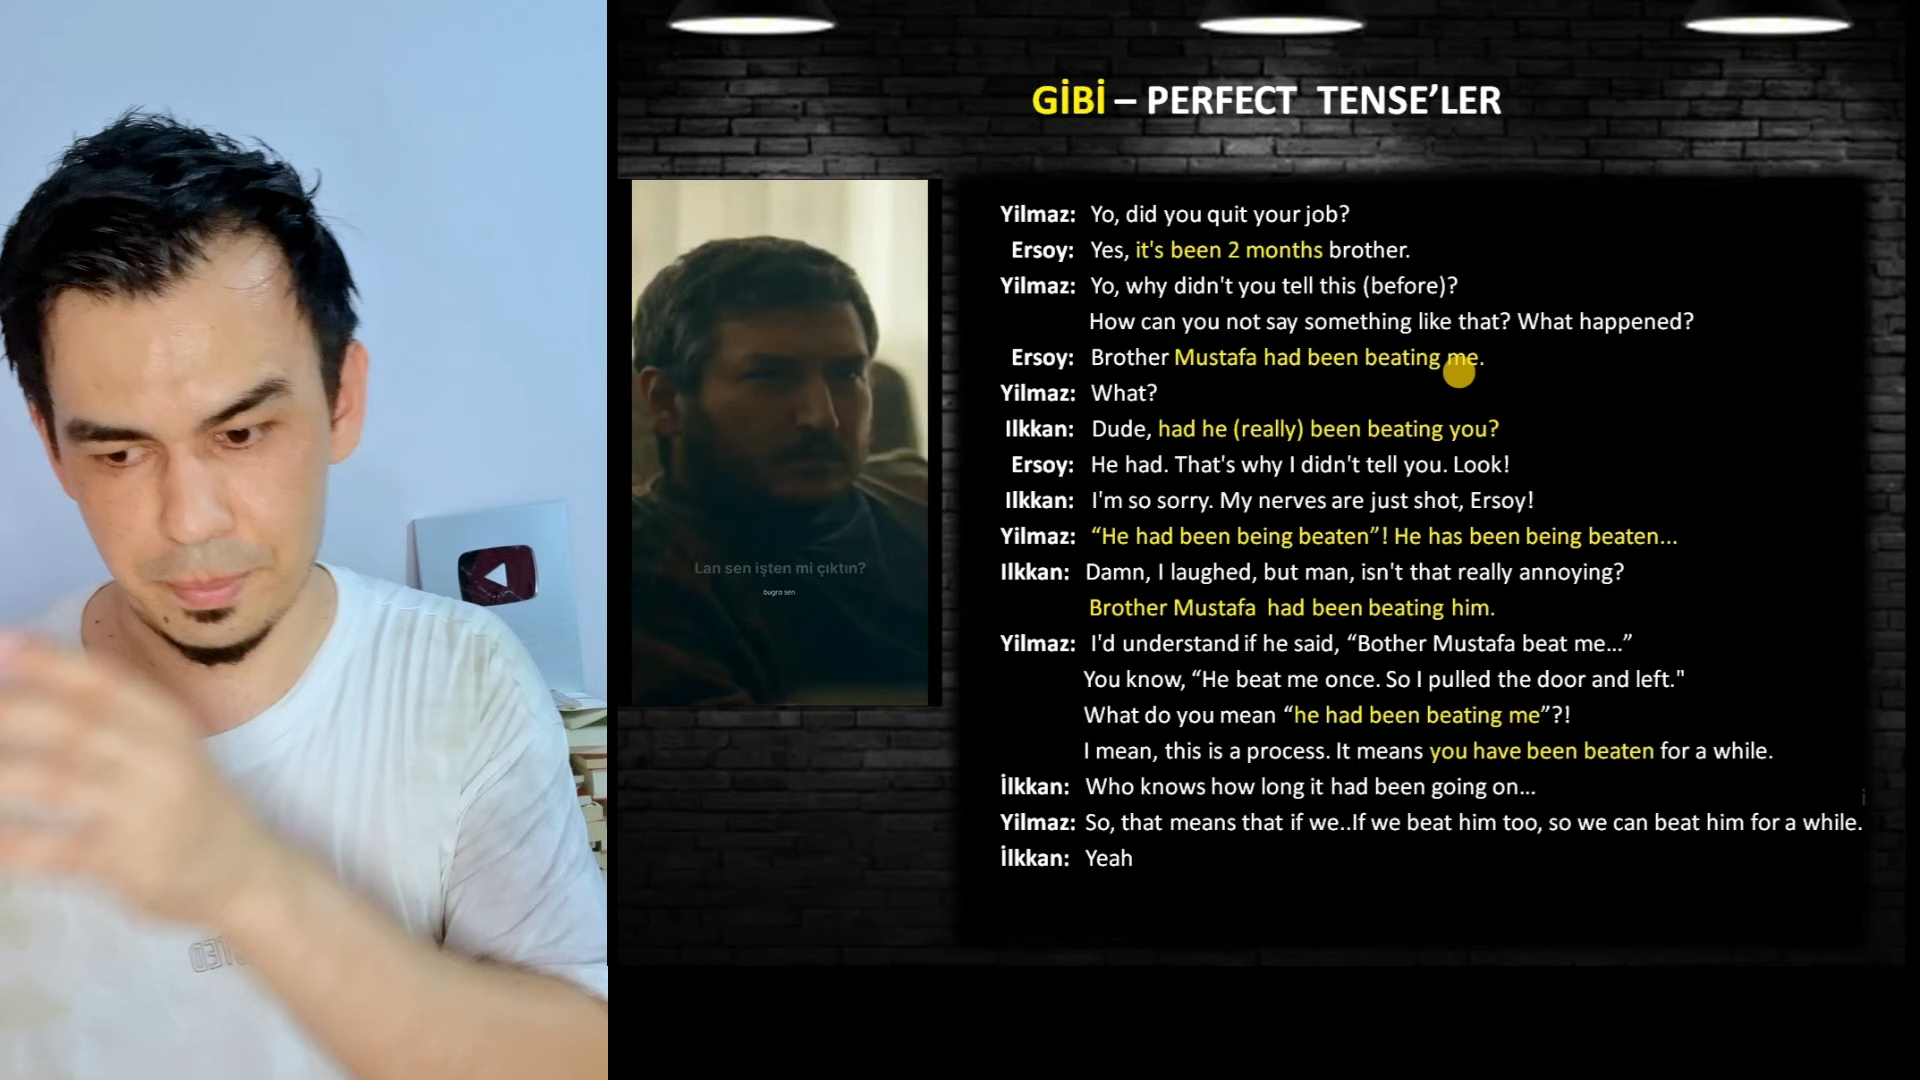 GİBİ – PERFECT TENSE’LER
Yilmaz: Yo, did you quit your job?
Ersoy: Yes, it's been 2 months brother.
Yilmaz: Yo, why didn't you tell this (before)?
How can you not say something like that? What happened?
Ersoy: Brother Mustafa had been beating me.
Yilmaz: What?
Ilkkan: Dude, had he (really) been beating you?
Ersoy: He had. That's why I didn't tell you. Look!
Ilkkan: I'm so sorry. My nerves are just shot, Ersoy!
Yilmaz: “He had been being beaten”! He has been being beaten...
Ilkkan: Damn, I laughed, but man, isn't that really annoying?
Brother Mustafa had been beating him.
Yilmaz: I'd understand if he said, “Bother Mustafa beat me...”
You know, “He beat me once. So I pulled the door and left."
What do you mean “he had been beating me”?!
I mean, this is a process. It means you have been beaten for a while.
İlkkan: Who knows how long it had been going on...
Yilmaz: So, that means that if we..If we beat him too, so we can beat him for a while.
İlkkan: Yeah
Lan sen işten mi çıktın?
bugra sen